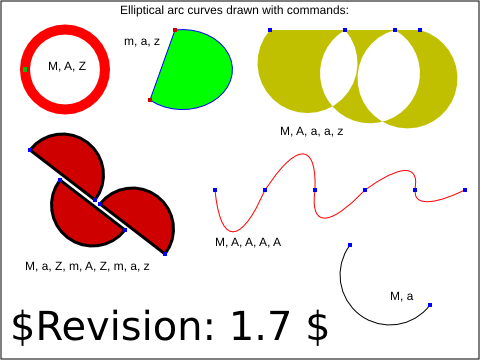 Elliptical arc curves drawn with commands:
M, A, Z
m, a, z
M, A, a, a, z
M, a, Z, m, A, Z, m, a, z
M, A, A, A, A
M, a
$Revision: 1.7 $